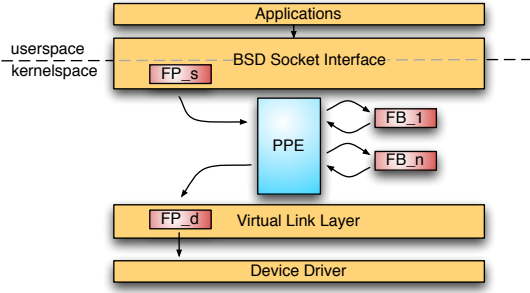 Applications
userspace
BSD Socket Interface
kernelspace
FP_s
FB_1
PPE
FB_n
FP_d
Virtual Link Layer
Device Driver